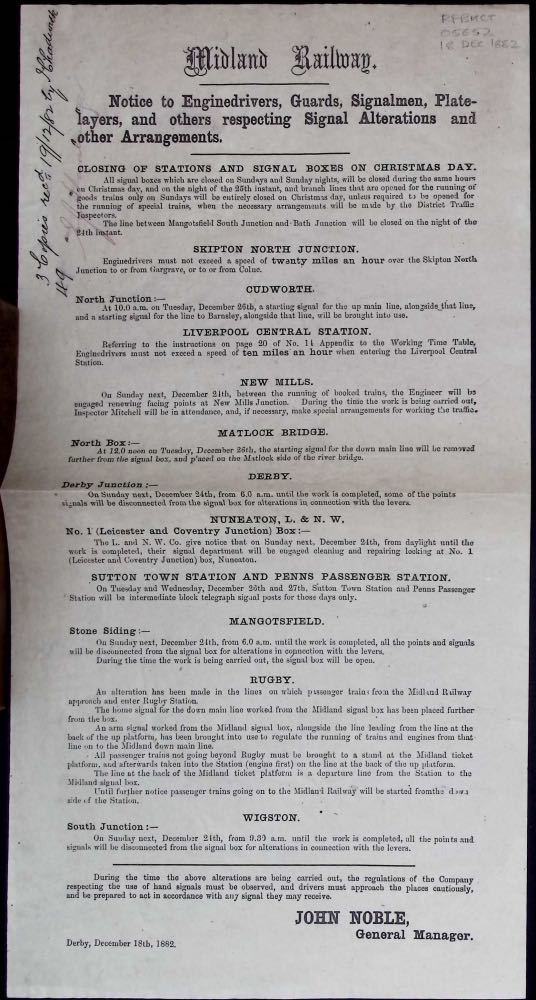 RFBMCT
05652
18 DEC 1882
3 Copies recd 19/12/82 by J Chadwick
Midland Railway.
Notice to Enginedrivers, Guards, Signalmen, Plate-
layers, and others respecting Signal Alterations and
other Arrangements.
CLOSING OF STATIONS AND SIGNAL BOXES ON CHRISTMAS DAY.
All signal boxes which are closed on Sundays and Sunday nights, will be closed during the same hours
on Christmas day, and on the night of the 25th instant, and branch lines that are opened for the running of
goods trains only on Sundays will be entirely closed on Christmas day, unless required to be opened for
the running of special trains, when the necessary arrangements will be made by the District Traffic
Inspectors.
The line between Mangotsfield South Junction and Bath Junction will be closed on the night of the
24th instant.
SKIPTON NORTH JUNCTION.
Enginedrivers must not exceed a speed of twenty miles an hour over the Skipton North
Junction to or from Gargrave, or to or from Colne.
CUDWORTH.
North Junction:—
At 10.0 a.m. on Tuesday, December 26th, a starting signal for the up main line, alongside that line,
and a starting signal for the line to Barnsley, alongside that line, will be brought into use.
LIVERPOOL CENTRAL STATION.
Referring to the instructions on page 20 of No. 14 Appendix to the Working Time Table,
Enginedrivers must not exceed a speed of ten miles an hour when entering the Liverpool Central
Station.
NEW MILLS.
On Sunday next, December 24th, between the running of booked trains, the Engineer will be
engaged renewing facing points at New Mills Junction. During the time the work is being carried out,
Inspector Mitchell will be in attendance, and, if necessary, make special arrangements for working the traffic.
MATLOCK BRIDGE.
North Box:—
At 12.0 noon on Tuesday, December 26th, the starting signal for the down main line will be removed
further from the signal box, and placed on the Matlock side of the river bridge.
DERBY.
Derby Junction:—
On Sunday next, December 24th, from 6.0 a.m. until the work is completed, some of the points
signals will be disconnected from the signal box for alterations in connection with the levers.
NUNEATON, L. & N. W.
No. 1 (Leicester and Coventry Junction) Box:—
The L. and N. W. Co. give notice that on Sunday next, December 24th, from daylight until the
work is completed, their signal department will be engaged cleaning and repairing locking at No. 1
(Leicester and Coventry Junction) box, Nuneaton.
SUTTON TOWN STATION AND PENNS PASSENGER STATION.
On Tuesday and Wednesday, December 26th and 27th, Sutton Town Station and Penns Passenger
Station will be intermediate block telegraph signal posts for those days only.
MANGOTSFIELD.
Stone Siding:—
On Sunday next, December 24th, from 6.0 a.m. until the work is completed, all the points and signals
will be disconnected from the signal box for alterations in connection with the levers.
During the time the work is being carried out, the signal box will be open.
RUGBY.
An alteration has been made in the lines on which passenger trains from the Midland Railway
approach and enter Rugby Station.
The home signal for the down main line worked from the Midland signal box has been placed further
from the box.
An arm signal worked from the Midland signal box, alongside the line leading from the line at the
back of the up platform, has been brought into use to regulate the running of trains and engines from that
line on to the Midland down main line.
All passenger trains not going beyond Rugby must be brought to a stand at the Midland ticket
platform, and afterwards taken into the Station (engine first) on the line at the back of the up platform.
The line at the back of the Midland ticket platform is a departure line from the Station to the
Midland signal box.
Until further notice passenger trains going on to the Midland Railway will be started from the down
side of the Station.
WIGSTON.
South Junction:—
On Sunday next, December 24th, from 9.30 a.m. until the work is completed, all the points and
signals will be disconnected from the signal box for alterations in connection with the levers.
During the time the above alterations are being carried out, the regulations of the Company
respecting the use of hand signals must be observed, and drivers must approach the places cautiously,
and be prepared to act in accordance with any signal they may receive.
JOHN NOBLE,
General Manager.
Derby, December 18th, 1882.